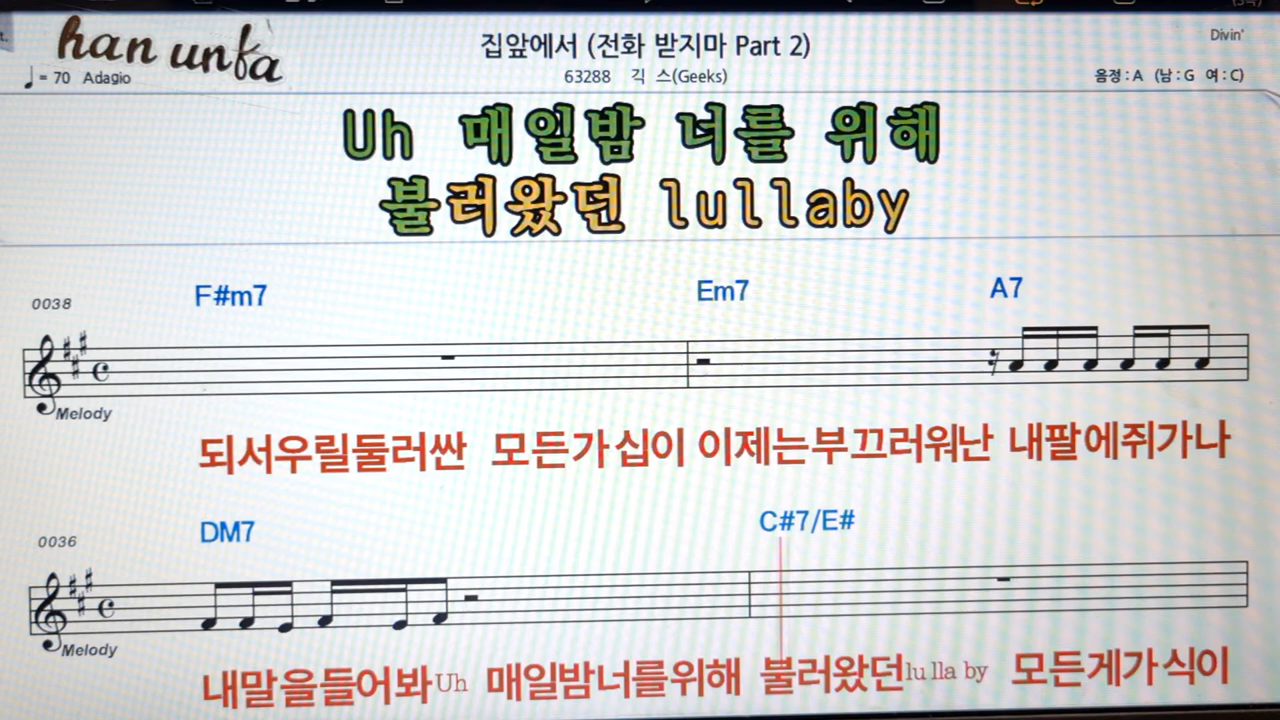 han unfa
집앞에서 (전화 받지마 Part 2)
Divin'
♩= 70 Adagio
63288 긱 스(Geeks)
음정 : A (남 : G 여 : C)
Uh 매일밤 너를 위해
불러왔던 lullaby
F#m7 Em7 A7
0038
Melody
되서우릴둘러싼 모든가십이 이제는부끄러워난 내팔에쥐가나
DM7 C#7/E#
0036
Melody
내말을들어봐Uh 매일밤너를위해 불러왔던lu lla by 모든게가식이